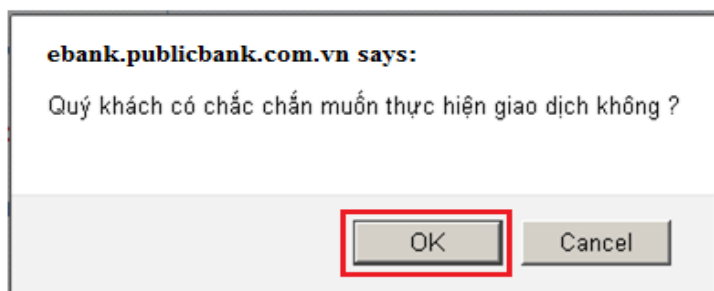 ebank.publicbank.com.vn says:
Quý khách có chắc chắn muốn thực hiện giao dịch không ?
OK
Cancel